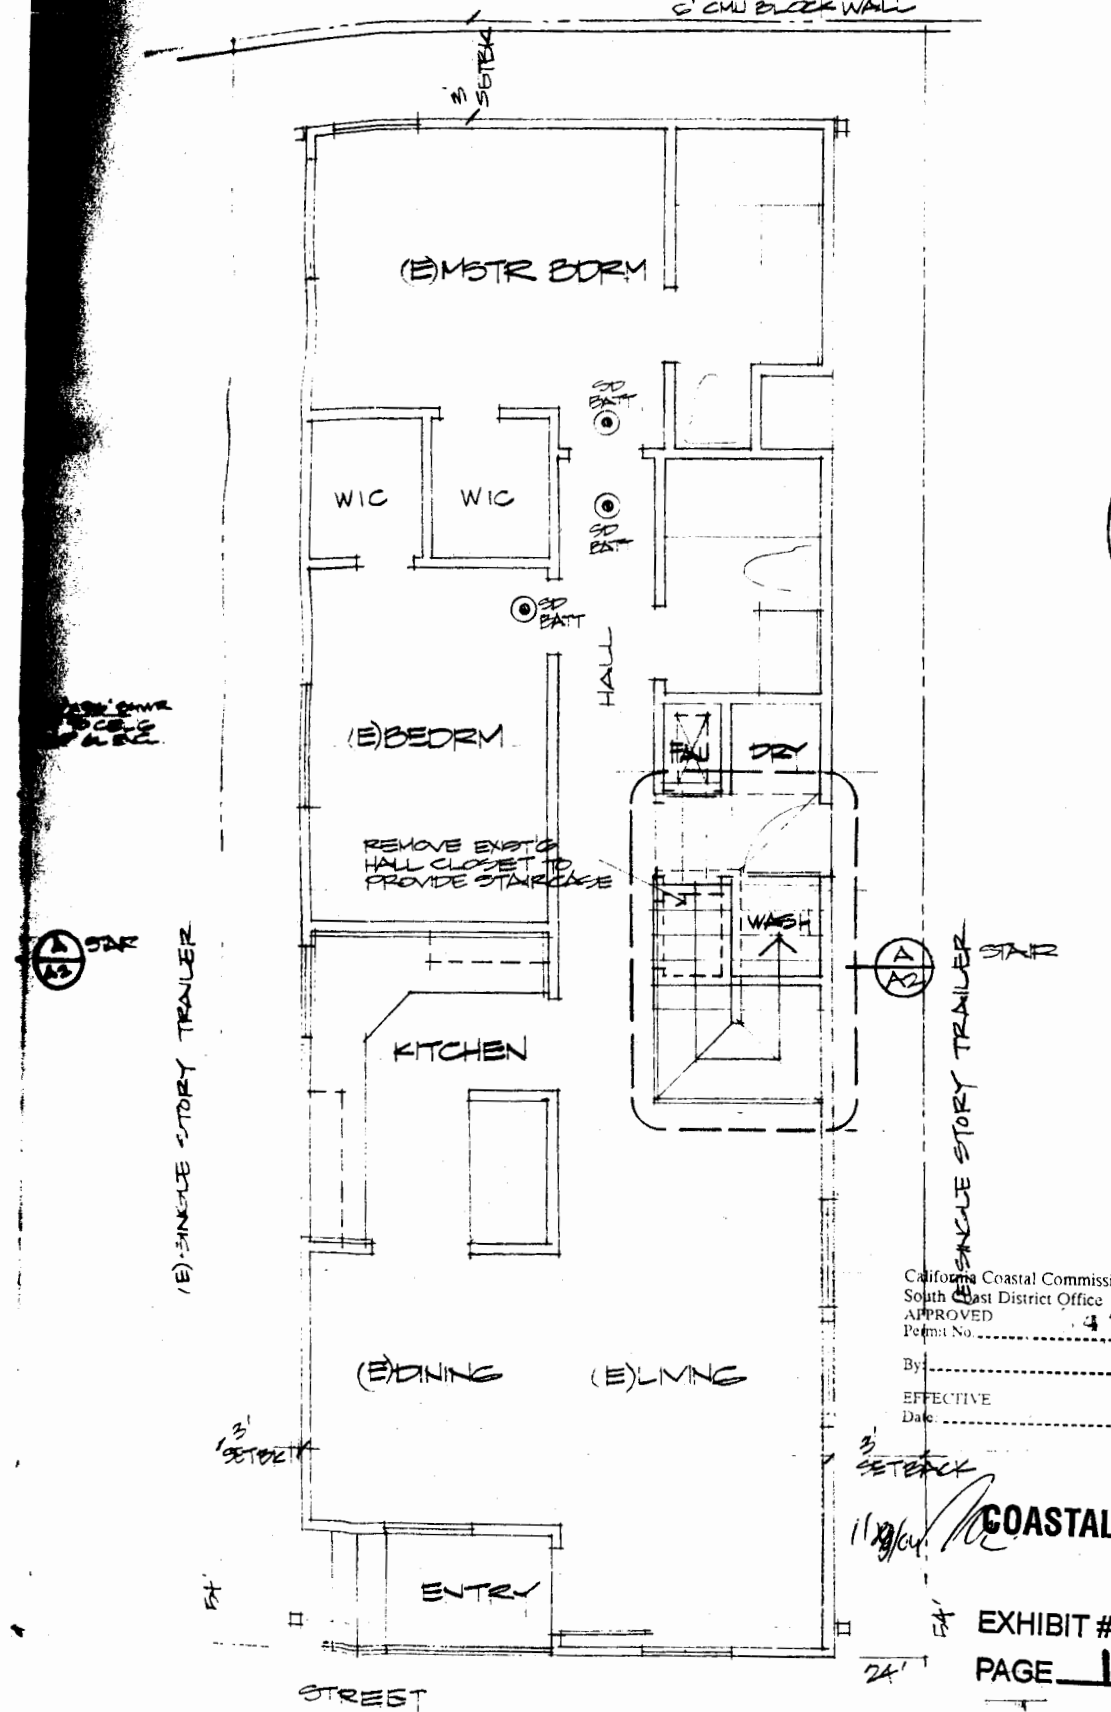 6' CMU BLOCK WALL
3'
SETBK
(E)MSTR BDRM
SD
BATT
WIC
WIC
SD
BATT
SD
BATT
HALL
(E)BEDRM
FAU
DRY
REMOVE EXIST'G
HALL CLOSET TO
PROVIDE STAIRCASE
WASH
A
A2
STAIR
A
A2
STAIR
(E) SINGLE STORY TRAILER
(E)SINGLE STORY TRAILER
KITCHEN
California Coastal Commissi
South Coast District Office
APPROVED
Permit No.
By:
EFFECTIVE
Date:
(E)DINING
(E)LIVING
3'
SETBK
3'
SETBACK
COASTAL
ENTRY
54'
54'
24'
EXHIBIT #
PAGE 1
STREET